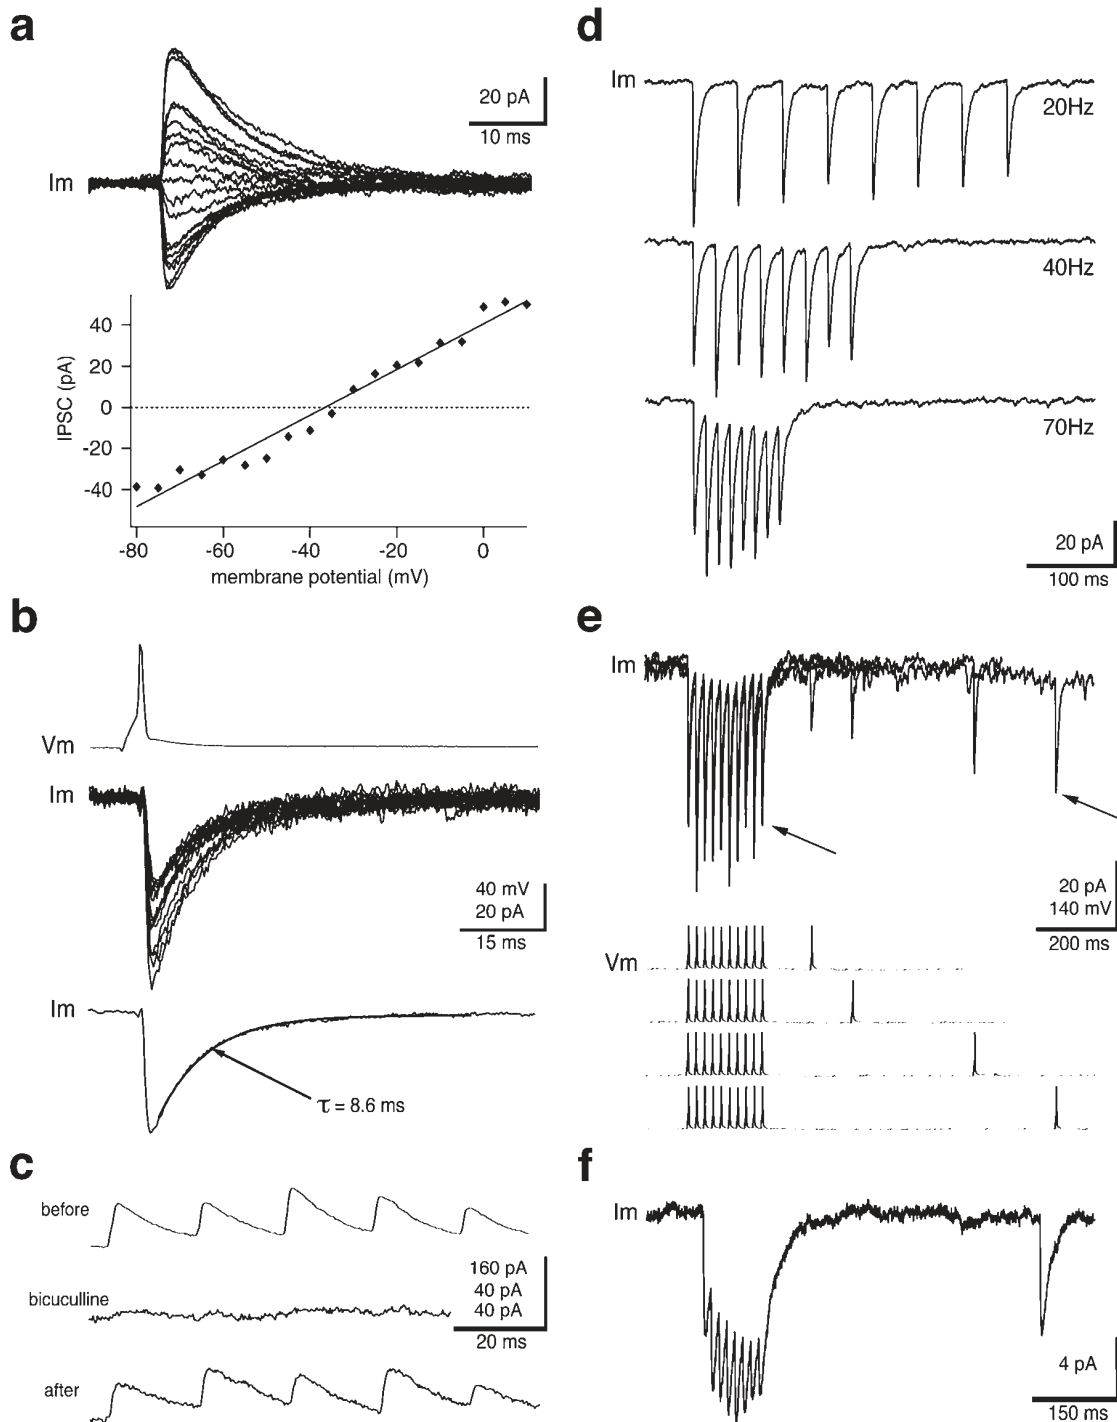 a
20 pA
10 ms
Im
IPSC (pA)
40
20
0
-20
-40
-80
-60
-40
-20
0
membrane potential (mV)
b
Vm
Im
40 mV
20 pA
15 ms
Im
τ = 8.6 ms
c
before
160 pA
40 pA
40 pA
bicuculline
20 ms
after
d
Im
20Hz
40Hz
70Hz
20 pA
100 ms
e
Im
20 pA
140 mV
200 ms
Vm
f
Im
4 pA
150 ms